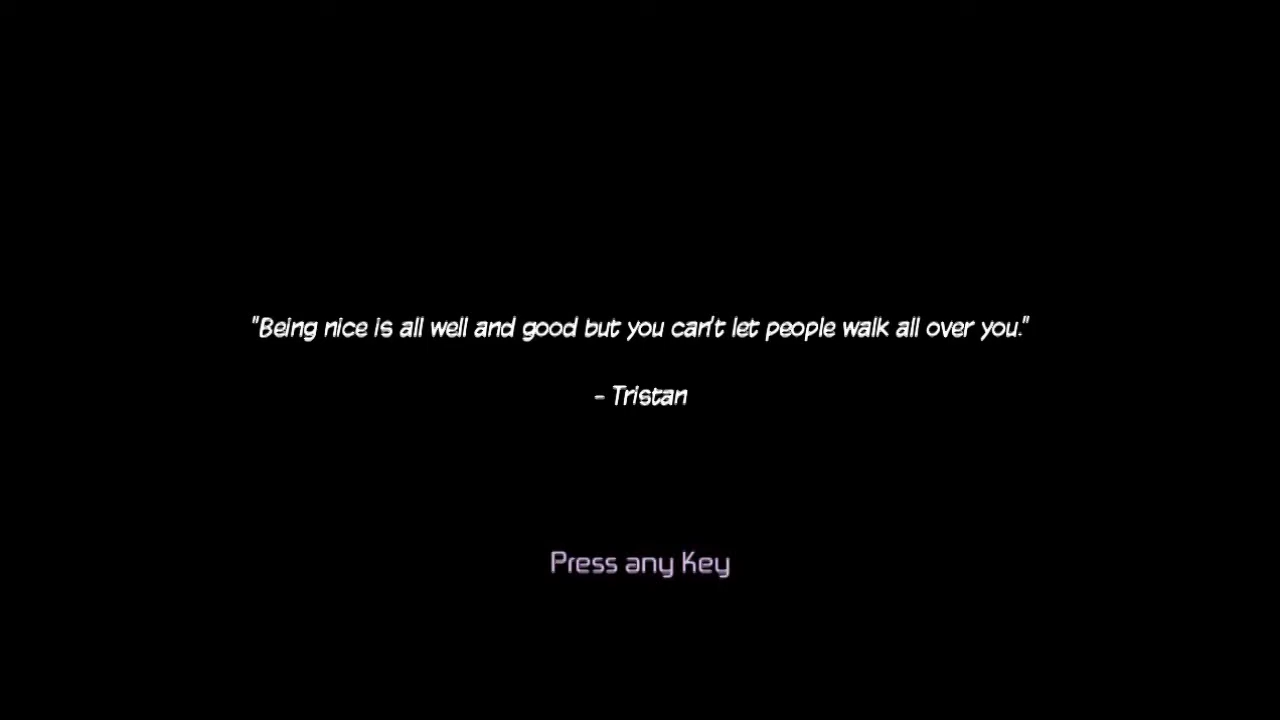 "Being nice is all well and good but you can't let people walk all over you."
- Tristan
Press any Key